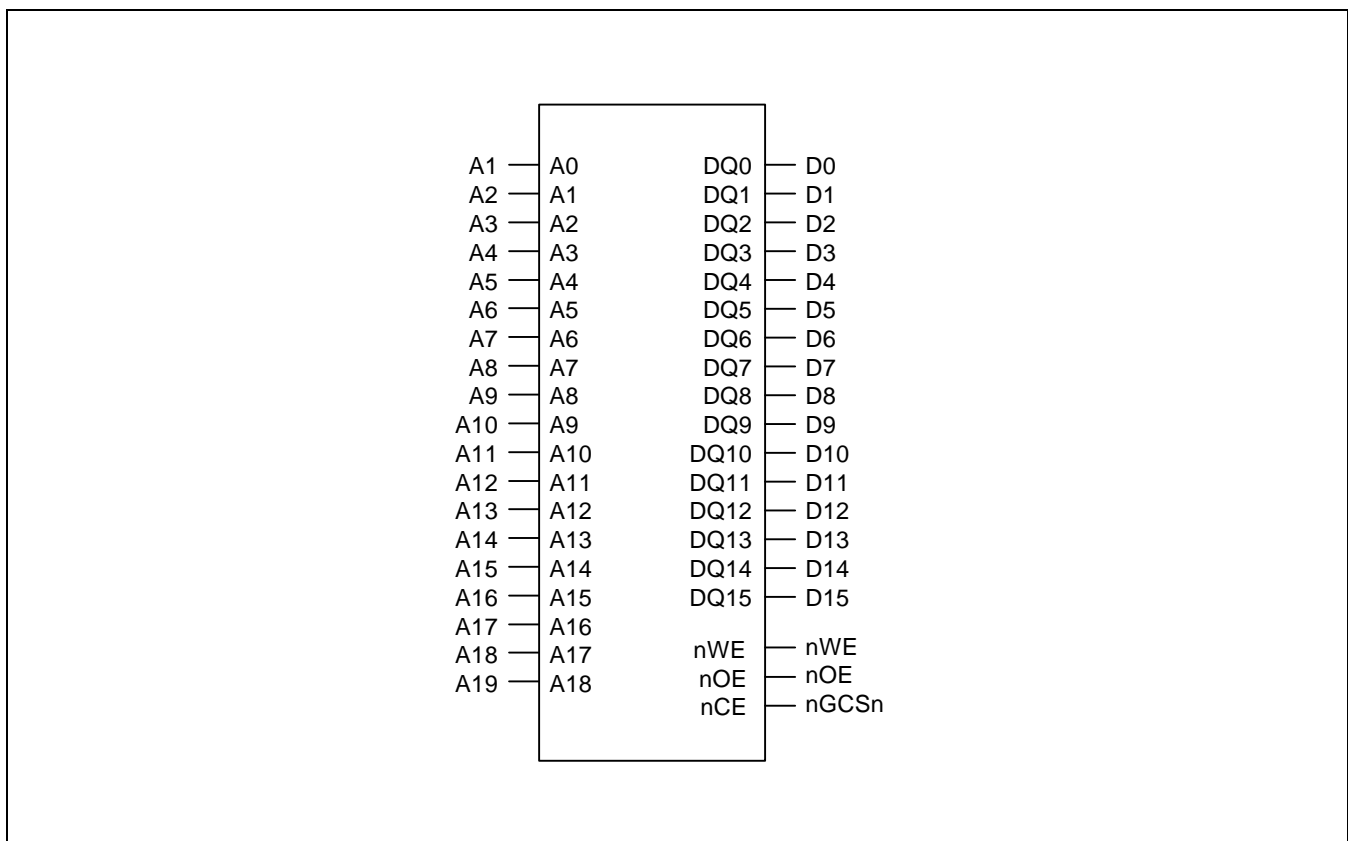 A1 A0 DQ0 D0
A2 A1 DQ1 D1
A3 A2 DQ2 D2
A4 A3 DQ3 D3
A5 A4 DQ4 D4
A6 A5 DQ5 D5
A7 A6 DQ6 D6
A8 A7 DQ7 D7
A9 A8 DQ8 D8
A10 A9 DQ9 D9
A11 A10 DQ10 D10
A12 A11 DQ11 D11
A13 A12 DQ12 D12
A14 A13 DQ13 D13
A15 A14 DQ14 D14
A16 A15 DQ15 D15
A17 A16
A18 A17 nWE nWE
A19 A18 nOE nOE
nCE nGCSn